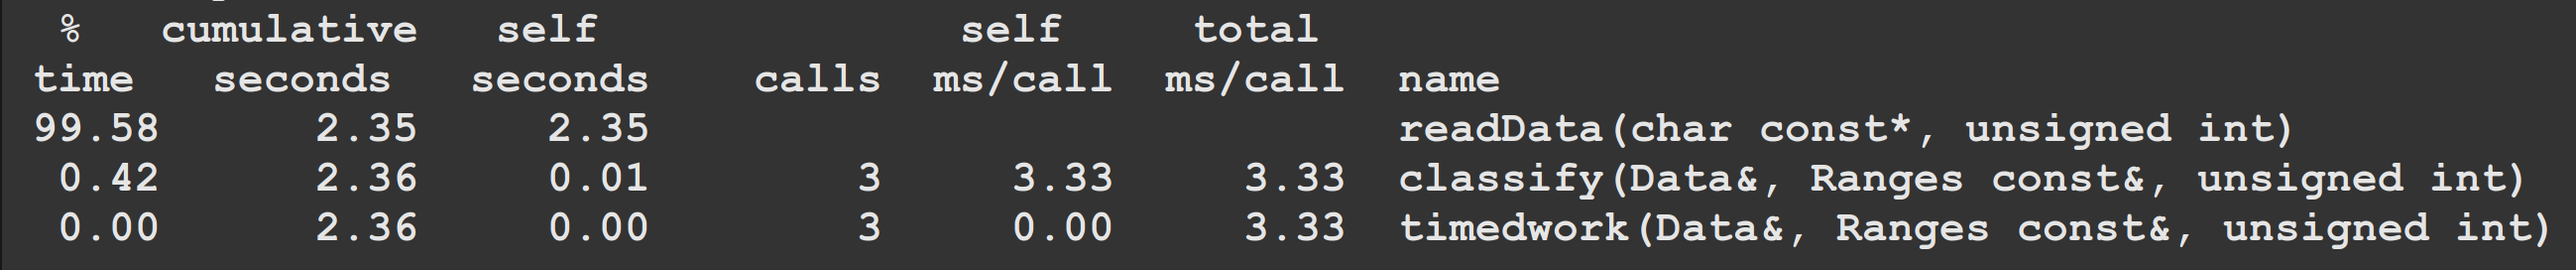 %   cumulative   self              self     total
 time   seconds   seconds    calls  ms/call  ms/call  name
 99.58      2.35     2.35                             readData(char const*, unsigned int)
  0.42      2.36     0.01        3     3.33     3.33  classify(Data&, Ranges const&, unsigned int)
  0.00      2.36     0.00        3     0.00     3.33  timedwork(Data&, Ranges const&, unsigned int)